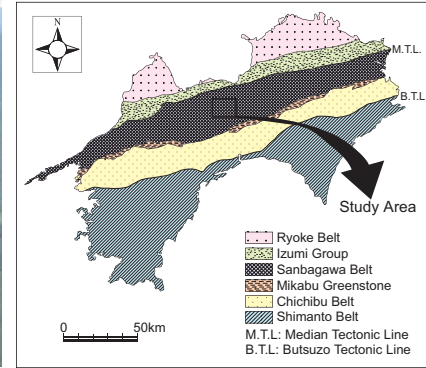 N
M.T.L.
B.T.L
Study Area
Ryoke Belt
Izumi Group
Sanbagawa Belt
Mikabu Greenstone
Chichibu Belt
Shimanto Belt
0 50km
M.T.L: Median Tectonic Line
B.T.L: Butsuzo Tectonic Line